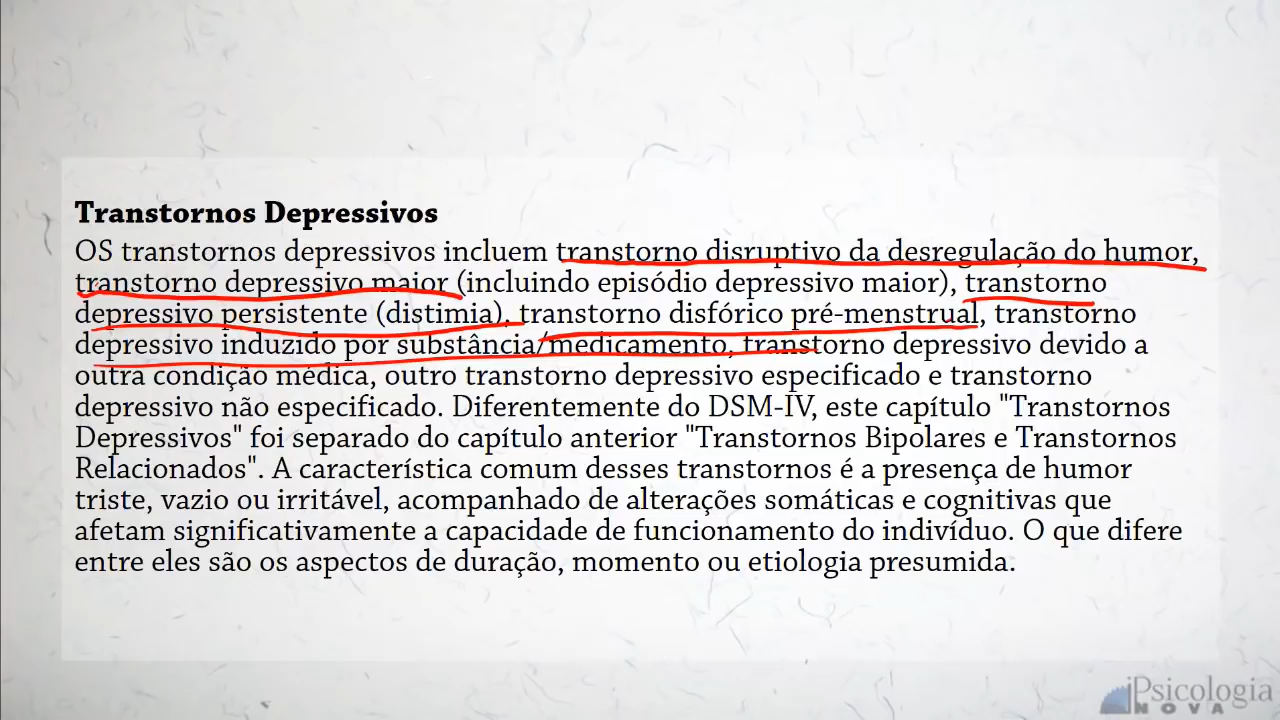 Transtornos Depressivos
OS transtornos depressivos incluem transtorno disruptivo da desregulação do humor,
transtorno depressivo maior (incluindo episódio depressivo maior), transtorno
depressivo persistente (distimia), transtorno disfórico pré-menstrual, transtorno
depressivo induzido por substância/medicamento, transtorno depressivo devido a
outra condição médica, outro transtorno depressivo especificado e transtorno
depressivo não especificado. Diferentemente do DSM-IV, este capítulo "Transtornos
Depressivos" foi separado do capítulo anterior "Transtornos Bipolares e Transtornos
Relacionados". A característica comum desses transtornos é a presença de humor
triste, vazio ou irritável, acompanhado de alterações somáticas e cognitivas que
afetam significativamente a capacidade de funcionamento do indivíduo. O que difere
entre eles são os aspectos de duração, momento ou etiologia presumida.
Psicologia
NOVA